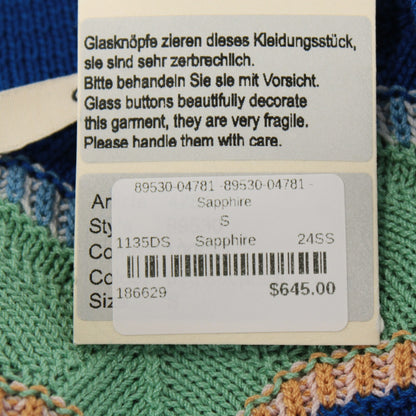 Glasknöpfe zieren dieses Kleidungsstück,
sie sind sehr zerbrechlich.
Bitte behandeln Sie sie mit Vorsicht.
Glass buttons beautifully decorate
this garment, they are very fragile.
Please handle them with care.
89530-04781 -89530-04781 -
Sapphire
S
1135DS Sapphire 24SS
186629 $645.00